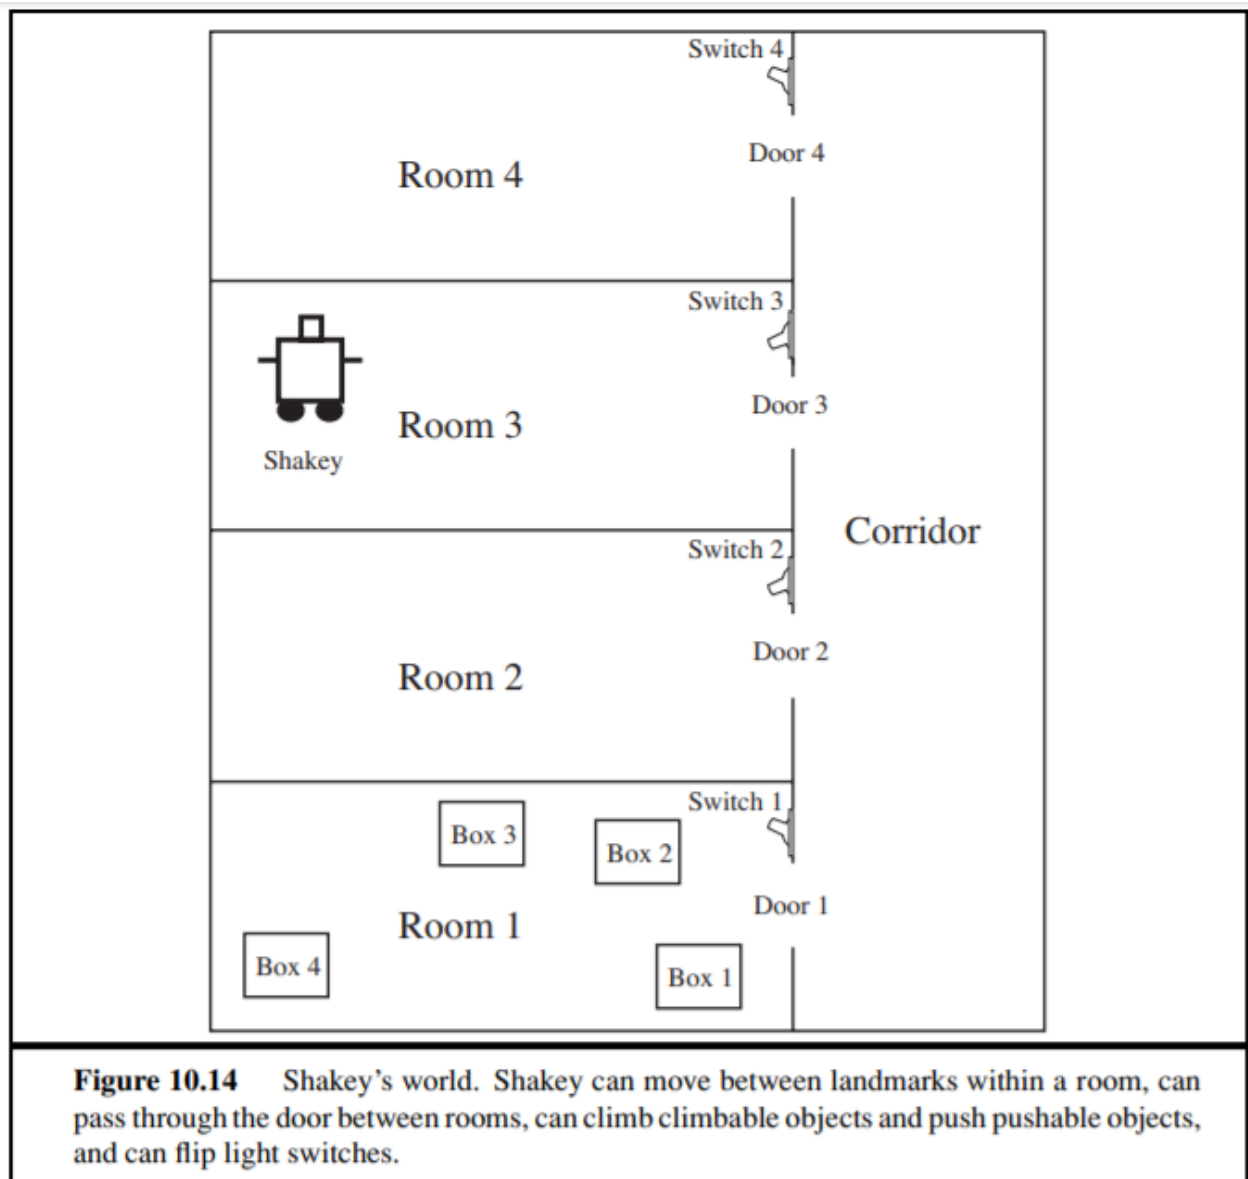 Switch 4
Door 4
Room 4
Switch 3
Door 3
Room 3
Shakey
Corridor
Switch 2
Door 2
Room 2
Switch 1
Box 3
Box 2
Door 1
Room 1
Box 4
Box 1
Figure 10.14 Shakey's world. Shakey can move between landmarks within a room, can
pass through the door between rooms, can climb climbable objects and push pushable objects,
and can flip light switches.